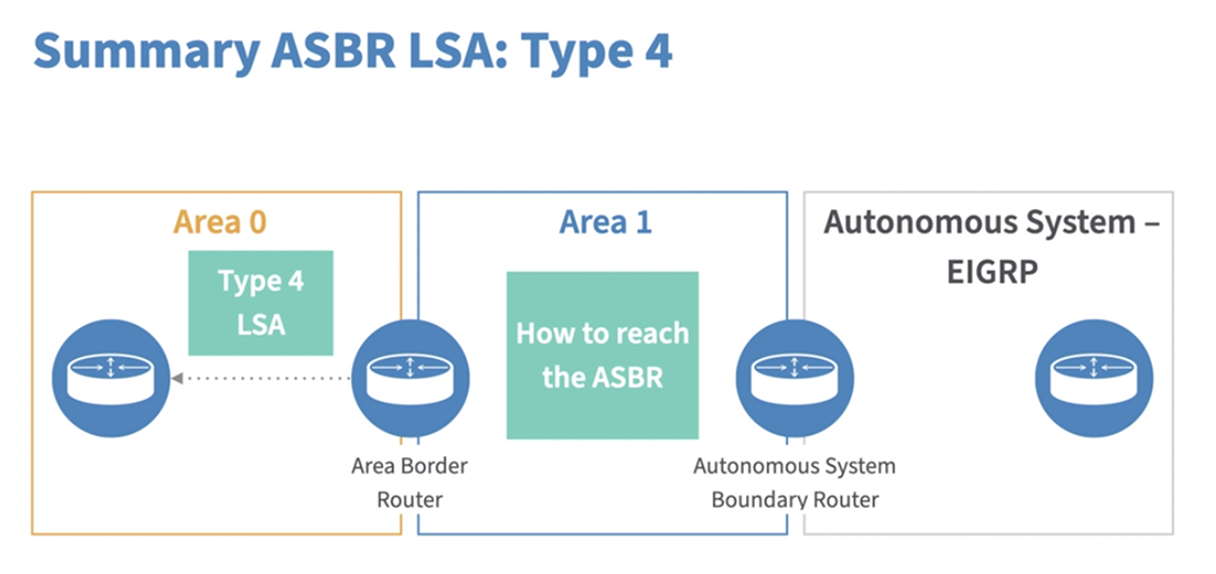 Summary ASBR LSA: Type 4
Area 0
Type 4
LSA
Area 1
How to reach
the ASBR
Autonomous System –
EIGRP
Area Border
Router
Autonomous System
Boundary Router